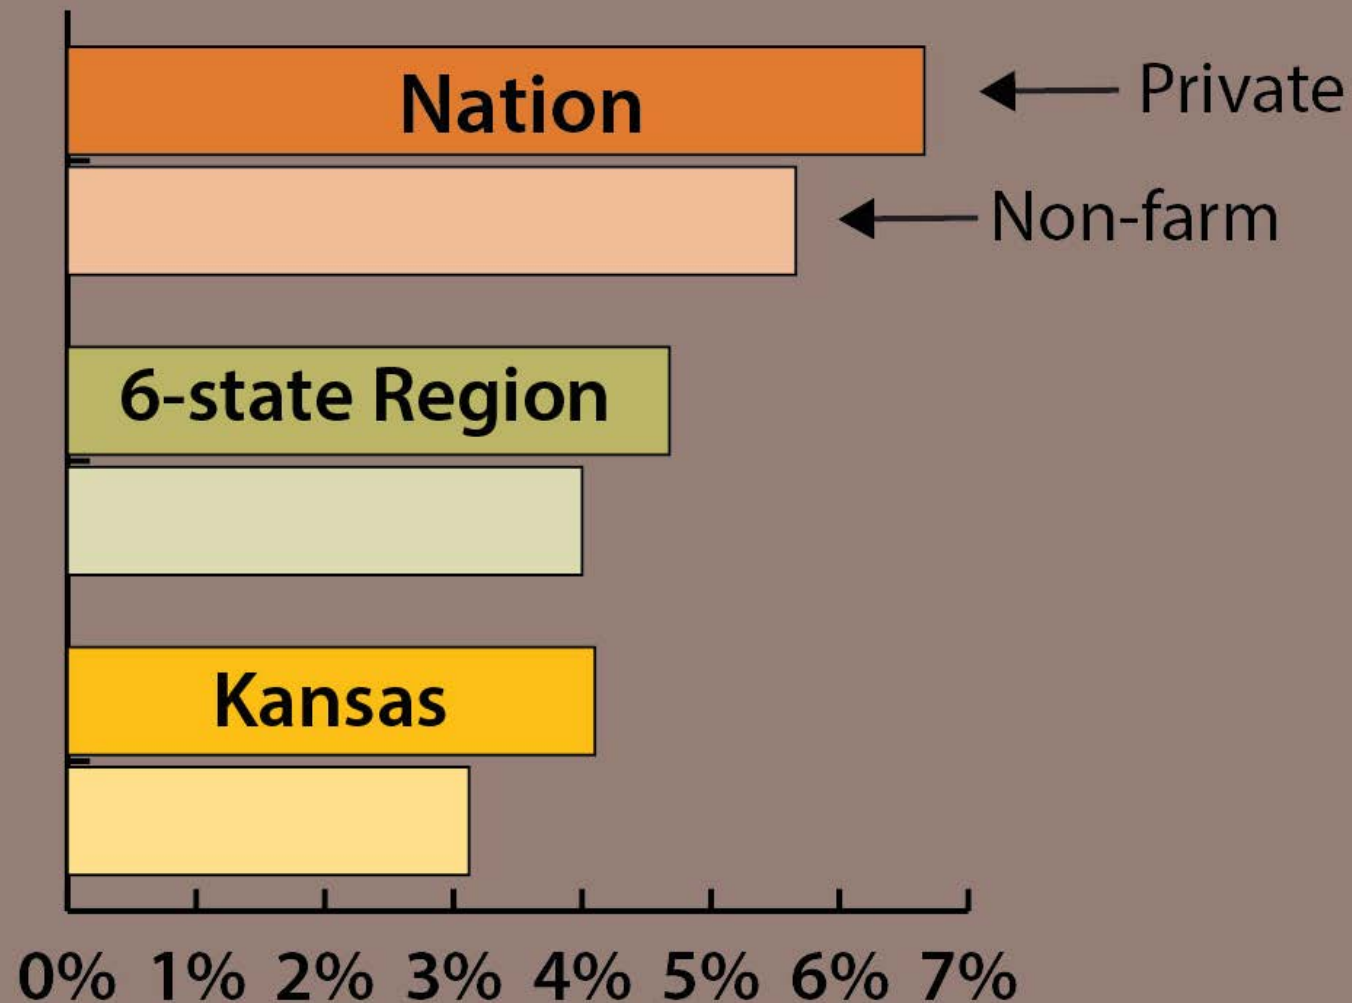 Nation
Private
Non-farm
6-state Region
Kansas
0% 1% 2% 3% 4% 5% 6% 7%